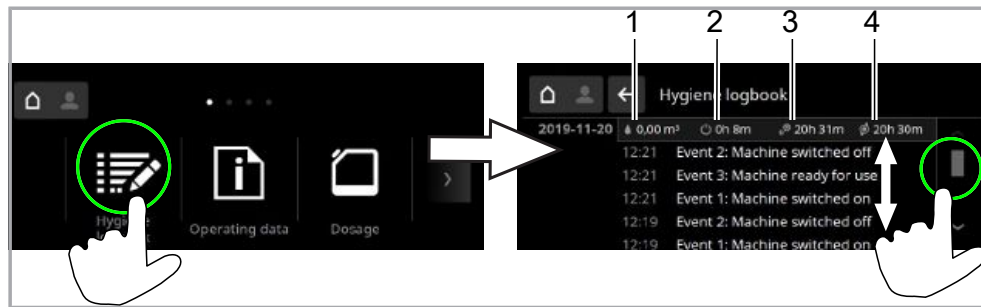 1 2 3 4
Hygiene logbook
2019-11-20 0,00 m³ 0h 8m 20h 31m 20h 30m
12:21 Event 2: Machine switched off
12:21 Event 3: Machine ready for use
12:21 Event 1: Machine switched on
12:19 Event 2: Machine switched off
12:19 Event 1: Machine switched on
Operating data Dosage